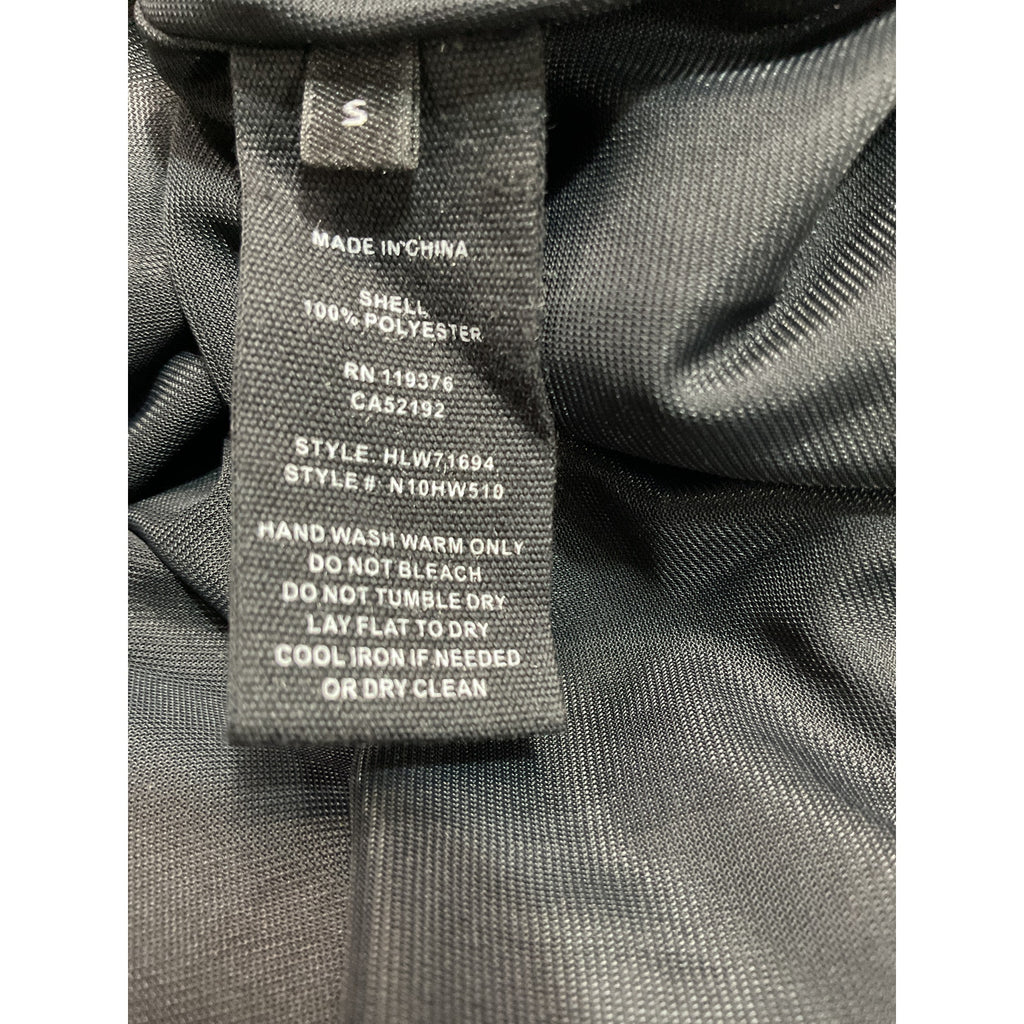 S
MADE IN CHINA
SHELL
100% POLYESTER
RN 119376
CA52192
STYLE HLW71694
STYLE # N10HW510
HAND WASH WARM ONLY
DO NOT BLEACH
DO NOT TUMBLE DRY
LAY FLAT TO DRY
COOL IRON IF NEEDED
OR DRY CLEAN